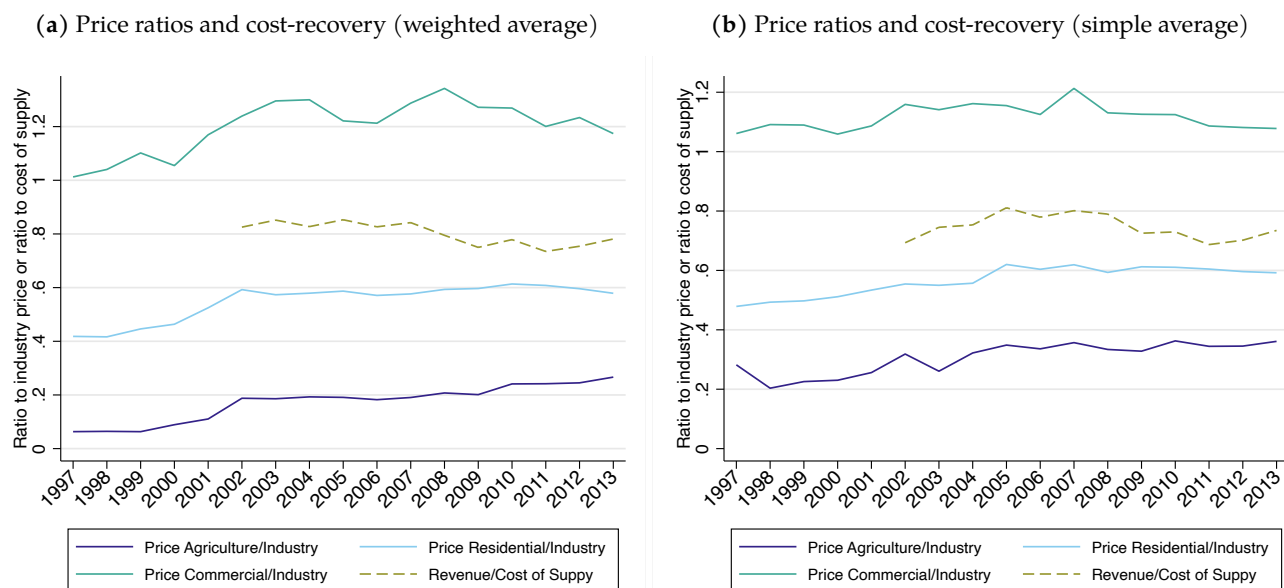 (a) Price ratios and cost-recovery (weighted average)
Ratio to industry price or ratio to cost of supply
0 .2 .4 .6 .8 1 1.2
1997 1998 1999 2000 2001 2002 2003 2004 2005 2006 2007 2008 2009 2010 2011 2012 2013
Price Agriculture/Industry Price Residential/Industry
Price Commercial/Industry Revenue/Cost of Suppy
(b) Price ratios and cost-recovery (simple average)
Ratio to industry price or ratio to cost of supply
0 .2 .4 .6 .8 1 1.2
1997 1998 1999 2000 2001 2002 2003 2004 2005 2006 2007 2008 2009 2010 2011 2012 2013
Price Agriculture/Industry Price Residential/Industry
Price Commercial/Industry Revenue/Cost of Suppy